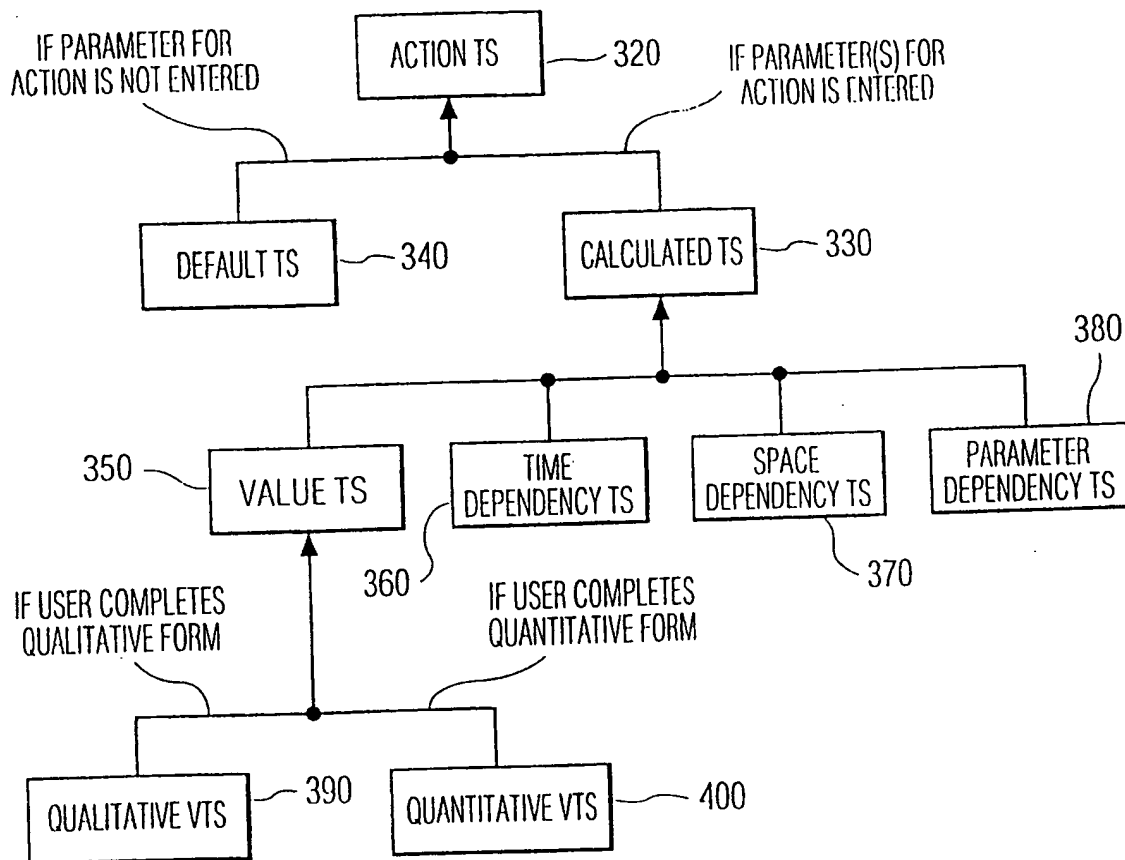 IF PARAMETER FOR
ACTION IS NOT ENTERED
ACTION TS
320
IF PARAMETER(S) FOR
ACTION IS ENTERED
DEFAULT TS
340
CALCULATED TS
330
380
350
VALUE TS
TIME
DEPENDENCY TS
SPACE
DEPENDENCY TS
PARAMETER
DEPENDENCY TS
360
370
IF USER COMPLETES
QUALITATIVE FORM
IF USER COMPLETES
QUANTITATIVE FORM
QUALITATIVE VTS
390
QUANTITATIVE VTS
400